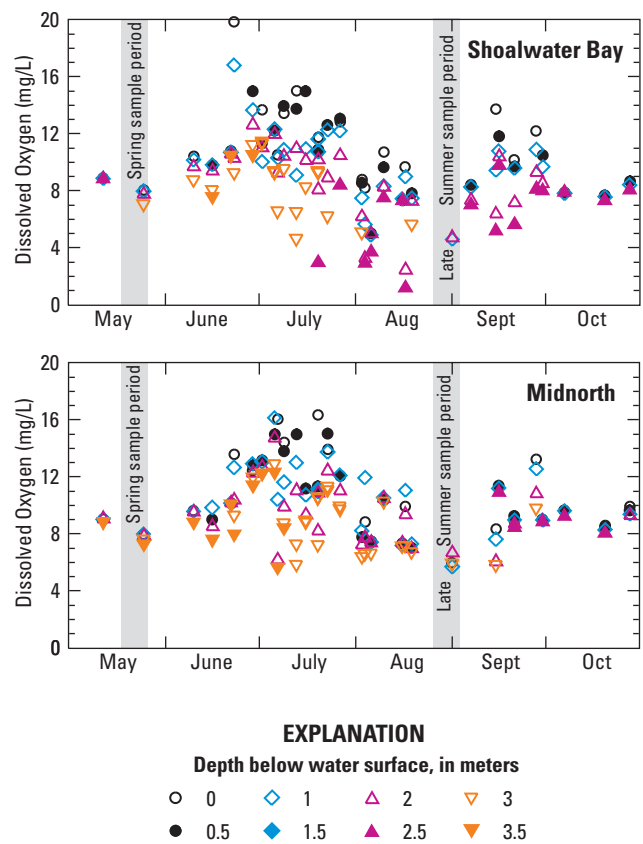 20
16
12
8
4
0
Dissolved Oxygen (mg/L)
Spring sample period
Late Summer sample period
Shoalwater Bay
May
June
July
Aug
Sept
Oct
20
16
12
8
4
0
Dissolved Oxygen (mg/L)
Spring sample period
Late Summer sample period
Midnorth
May
June
July
Aug
Sept
Oct
EXPLANATION
Depth below water surface, in meters
0 1 2 3
0.5 1.5 2.5 3.5